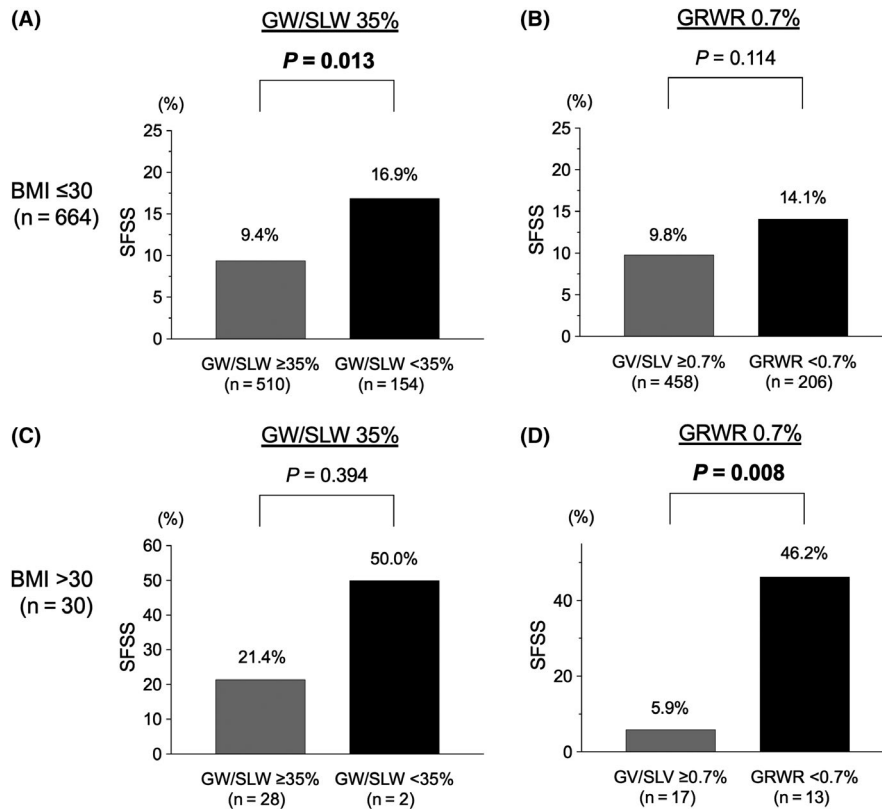 (A)
GW/SLW 35%
P = 0.013
(%)
25
20
15
10
5
0
SFSS
9.4%
16.9%
GW/SLW ≥35%
(n = 510)
GW/SLW <35%
(n = 154)
BMI ≤30
(n = 664)
(B)
GRWR 0.7%
P = 0.114
(%)
25
20
15
10
5
0
SFSS
9.8%
14.1%
GV/SLV ≥0.7%
(n = 458)
GRWR <0.7%
(n = 206)
(C)
GW/SLW 35%
P = 0.394
(%)
60
50
40
30
20
10
0
SFSS
21.4%
50.0%
GW/SLW ≥35%
(n = 28)
GW/SLW <35%
(n = 2)
BMI >30
(n = 30)
(D)
GRWR 0.7%
P = 0.008
(%)
40
20
0
SFSS
5.9%
46.2%
GV/SLV ≥0.7%
(n = 17)
GRWR <0.7%
(n = 13)